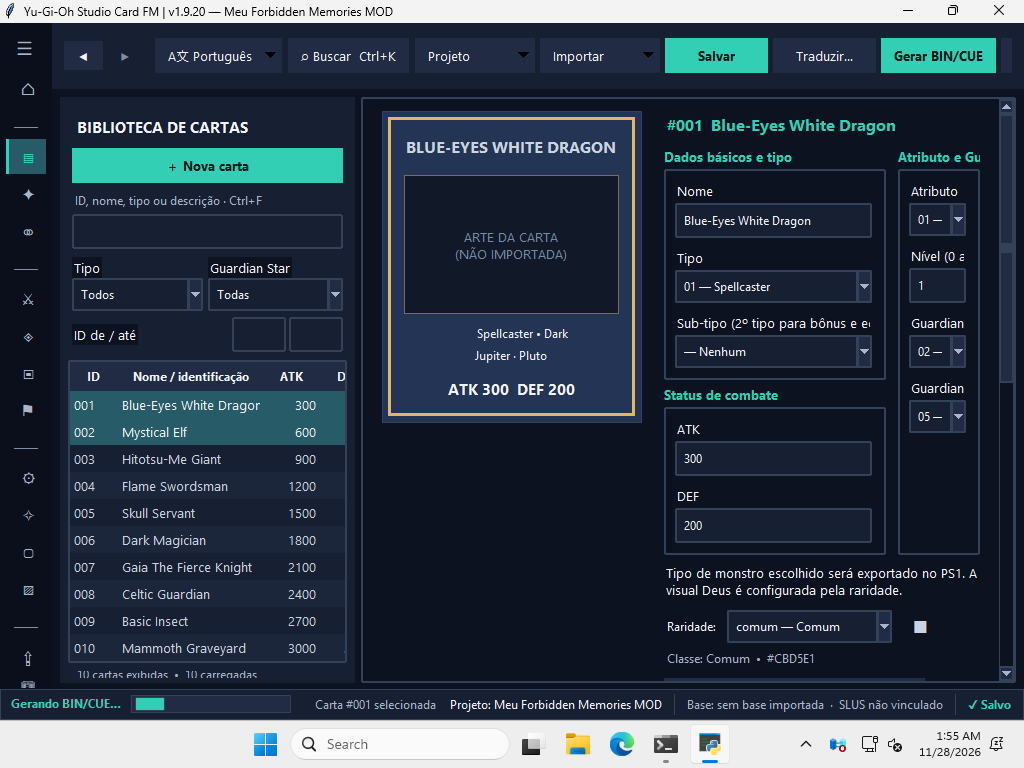 Yu-Gi-Oh Studio Card FM | v1.9.20 — Meu Forbidden Memories MOD
A文 Português
Buscar Ctrl+K
Projeto
Importar
Salvar
Traduzir...
Gerar BIN/CUE
BIBLIOTECA DE CARTAS
+ Nova carta
ID, nome, tipo ou descrição · Ctrl+F
Tipo
Guardian Star
Todos
Todas
ID de / até
ID Nome / identificação ATK D
001 Blue-Eyes White Dragor 300
002 Mystical Elf 600
003 Hitotsu-Me Giant 900
004 Flame Swordsman 1200
005 Skull Servant 1500
006 Dark Magician 1800
007 Gaia The Fierce Knight 2100
008 Celtic Guardian 2400
009 Basic Insect 2700
010 Mammoth Graveyard 3000
10 cartas exibidas • 10 carregadas
BLUE-EYES WHITE DRAGON
ARTE DA CARTA
(NÃO IMPORTADA)
Spellcaster • Dark
Jupiter · Pluto
ATK 300 DEF 200
#001 Blue-Eyes White Dragon
Dados básicos e tipo
Nome
Blue-Eyes White Dragon
Tipo
01 — Spellcaster
Sub-tipo (2º tipo para bônus e e
— Nenhum
Status de combate
ATK
300
DEF
200
Atributo e Gu
Atributo
01 —
Nível (0 a
1
Guardian
02 —
Guardian
05 —
Tipo de monstro escolhido será exportado no PS1. A
visual Deus é configurada pela raridade.
Raridade:
comum — Comum
Classe: Comum • #CBD5E1
Gerando BIN/CUE...
Carta #001 selecionada
Projeto: Meu Forbidden Memories MOD
Base: sem base importada · SLUS não vinculado
✓ Salvo
Search
1:55 AM
11/28/2026